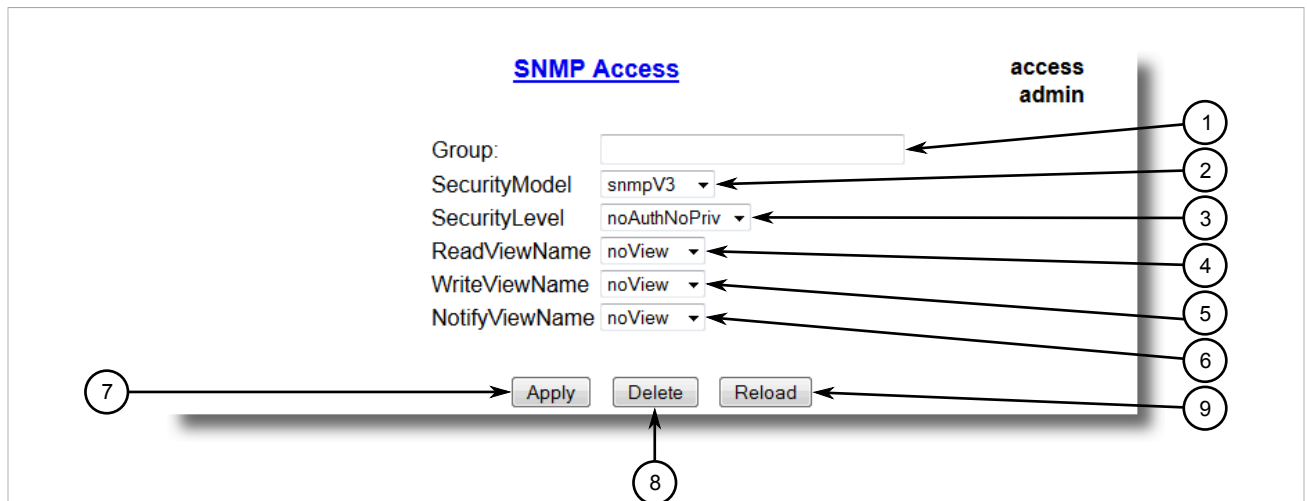 SNMP Access
access
admin
1
Group:
2
SecurityModel snmpV3
SecurityLevel noAuthNoPriv
3
ReadViewName noView
4
WriteViewName noView
5
NotifyViewName noView
6
7
Apply Delete Reload
9
8